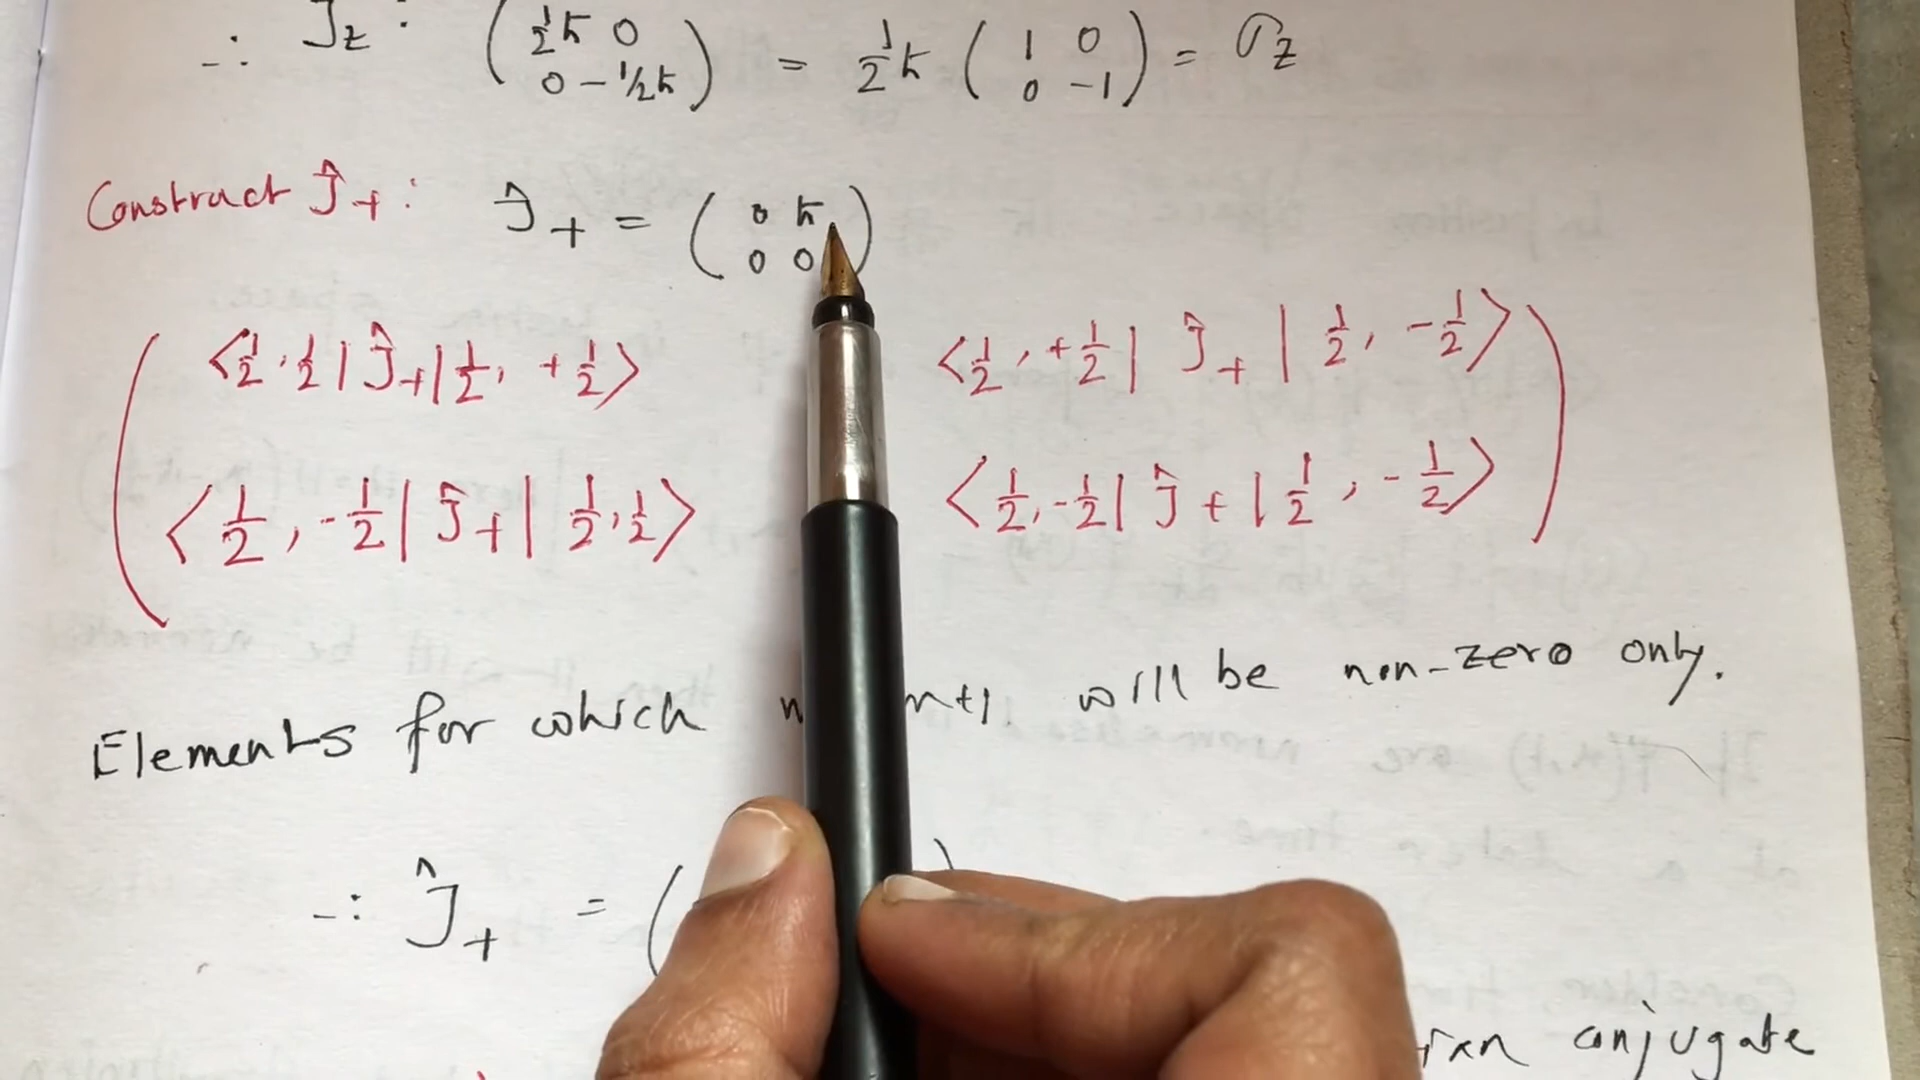 ∴ Jz : ( ½ħ 0 ; 0 -1/2ħ ) = ½ħ ( 1 0 ; 0 -1 ) = σz
Construct Ĵ+ : Ĵ+ = ( 0 ħ ; 0 0 )
⟨½, ½| Ĵ+ |½, +½⟩ ⟨½, +½| Ĵ+ |½, -½⟩
⟨½, -½| Ĵ+ |½, ½⟩ ⟨½, -½| Ĵ+ |½, -½⟩
Elements for which m+1 will be non-zero only.
∴ Ĵ+ = (
conjugate